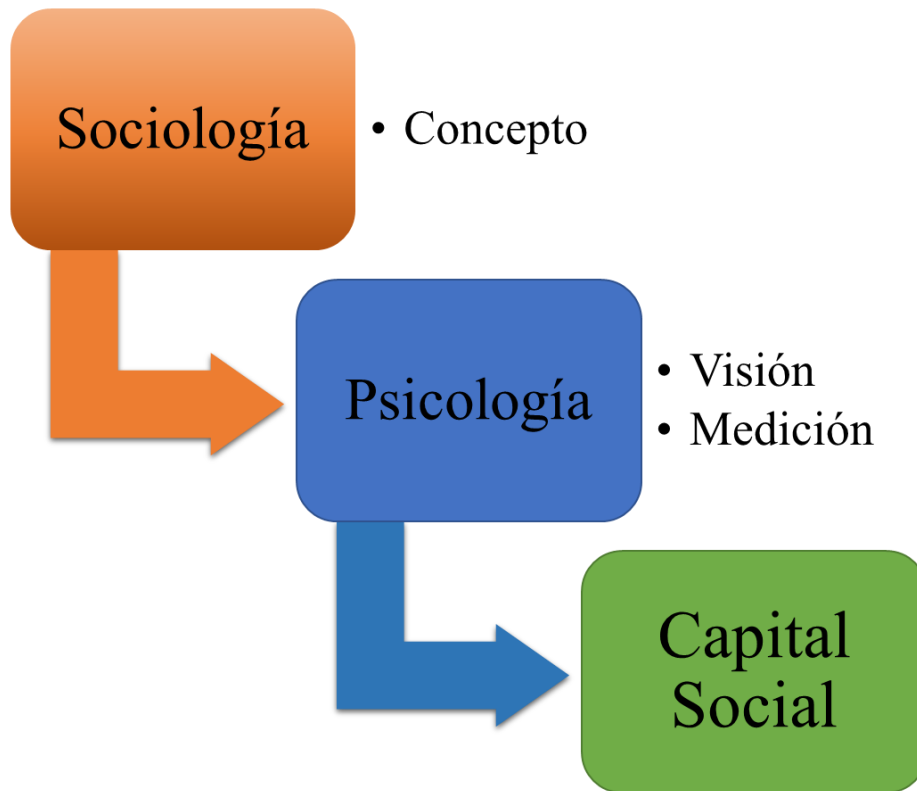 Sociología
• Concepto
Psicología
• Visión
• Medición
Capital
Social